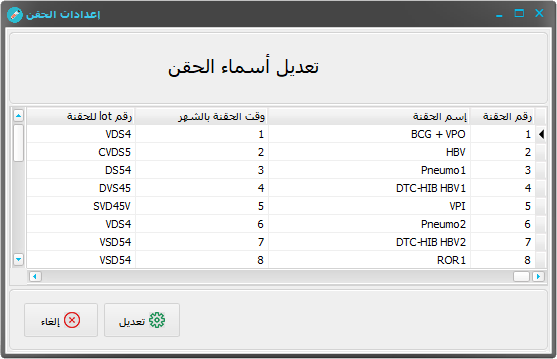 إعدادات الحقن
تعديل أسماء الحقن
رقم الحقنة إسم الحقنة وقت الحقنة بالشهر رقم lot للحقنة
1 BCG + VPO 1 VDS4
2 HBV 2 CVDS5
3 Pneumo1 3 DS54
4 DTC-HIB HBV1 4 DVS45
5 VPI 5 SVD45V
6 Pneumo2 6 VDS4
7 DTC-HIB HBV2 7 VSD54
8 ROR1 8 VSD54
تعديل إلغاء